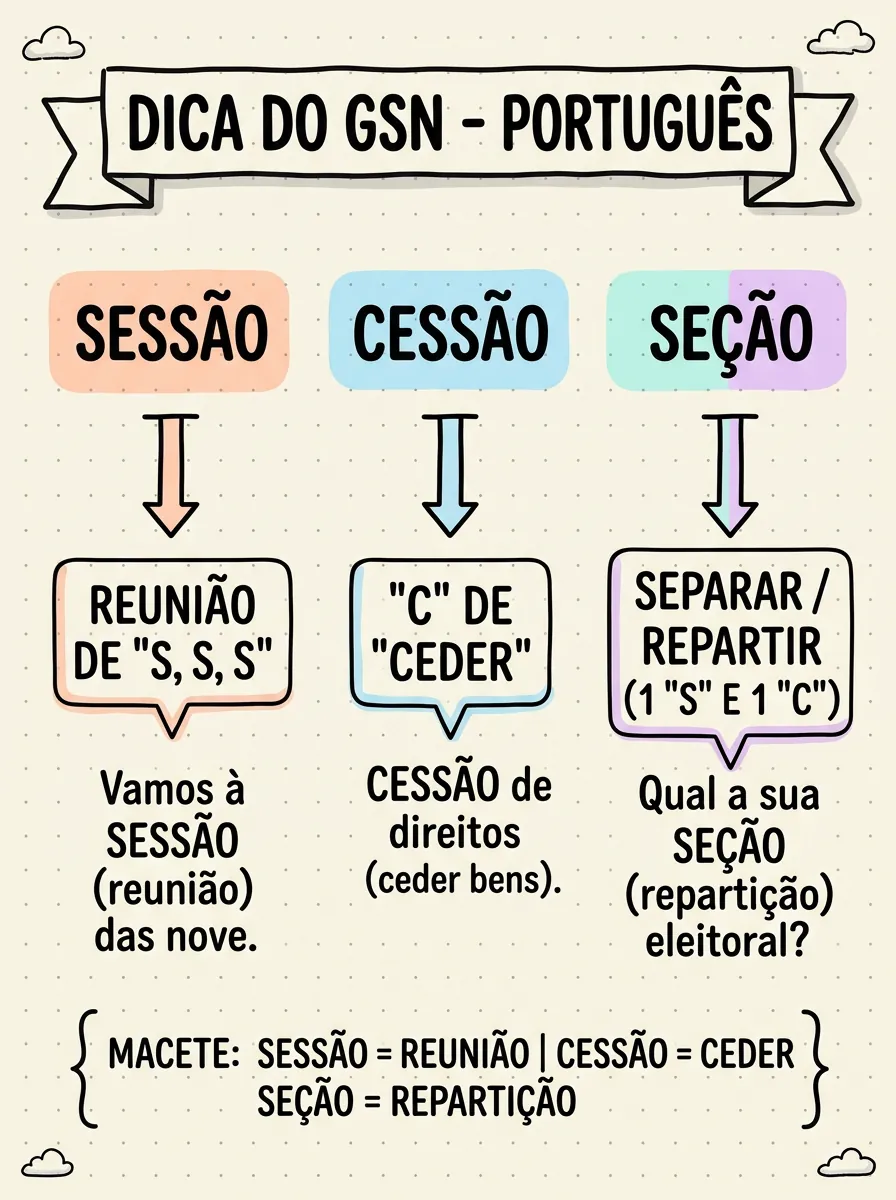 DICA DO GSN - PORTUGUÊS
SESSÃO
CESSÃO
SEÇÃO
REUNIÃO
DE "S, S, S"
"C" DE
"CEDER"
SEPARAR /
REPARTIR
(1 "S" E 1 "C")
Vamos à
SESSÃO
(reunião)
das nove.
CESSÃO de
direitos
(ceder bens).
Qual a sua
SEÇÃO
(repartição)
eleitoral?
MACETE: SESSÃO = REUNIÃO | CESSÃO = CEDER
SEÇÃO = REPARTIÇÃO